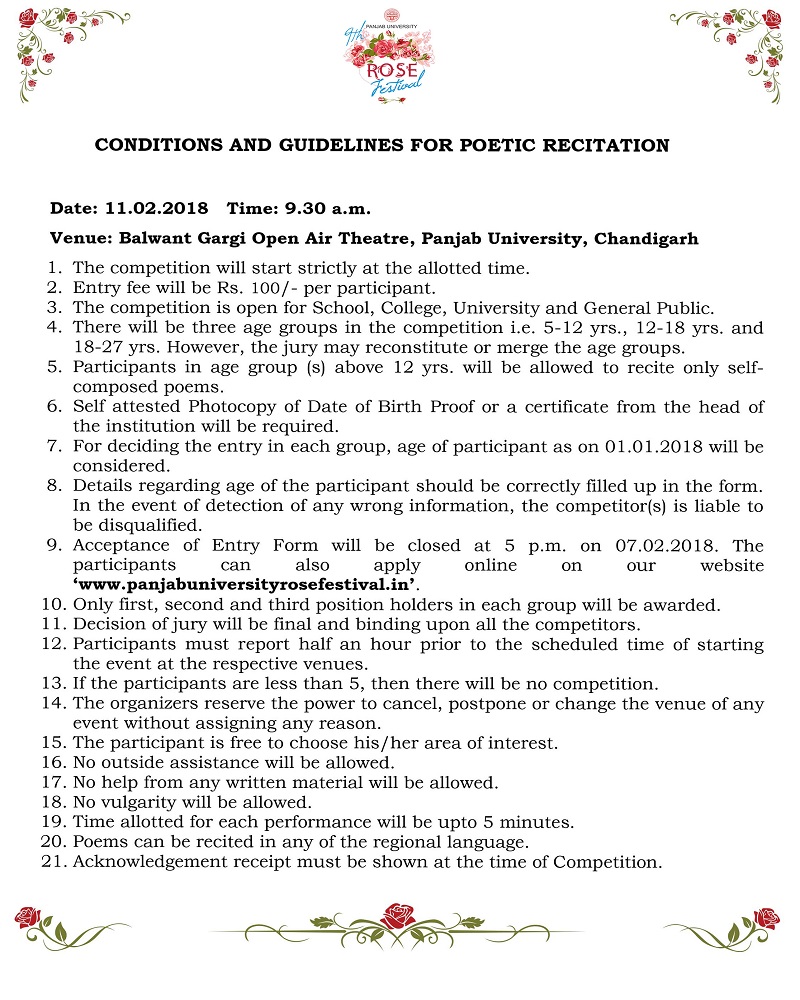 PANJAB UNIVERSITY
9th
ROSE
Festival
CONDITIONS AND GUIDELINES FOR POETIC RECITATION
Date: 11.02.2018 Time: 9.30 a.m.
Venue: Balwant Gargi Open Air Theatre, Panjab University, Chandigarh
1. The competition will start strictly at the allotted time.
2. Entry fee will be Rs. 100/- per participant.
3. The competition is open for School, College, University and General Public.
4. There will be three age groups in the competition i.e. 5-12 yrs., 12-18 yrs. and
18-27 yrs. However, the jury may reconstitute or merge the age groups.
5. Participants in age group (s) above 12 yrs. will be allowed to recite only self-
composed poems.
6. Self attested Photocopy of Date of Birth Proof or a certificate from the head of
the institution will be required.
7. For deciding the entry in each group, age of participant as on 01.01.2018 will be
considered.
8. Details regarding age of the participant should be correctly filled up in the form.
In the event of detection of any wrong information, the competitor(s) is liable to
be disqualified.
9. Acceptance of Entry Form will be closed at 5 p.m. on 07.02.2018. The
participants can also apply online on our website
‘www.panjabuniversityrosefestival.in’.
10. Only first, second and third position holders in each group will be awarded.
11. Decision of jury will be final and binding upon all the competitors.
12. Participants must report half an hour prior to the scheduled time of starting
the event at the respective venues.
13. If the participants are less than 5, then there will be no competition.
14. The organizers reserve the power to cancel, postpone or change the venue of any
event without assigning any reason.
15. The participant is free to choose his/her area of interest.
16. No outside assistance will be allowed.
17. No help from any written material will be allowed.
18. No vulgarity will be allowed.
19. Time allotted for each performance will be upto 5 minutes.
20. Poems can be recited in any of the regional language.
21. Acknowledgement receipt must be shown at the time of Competition.